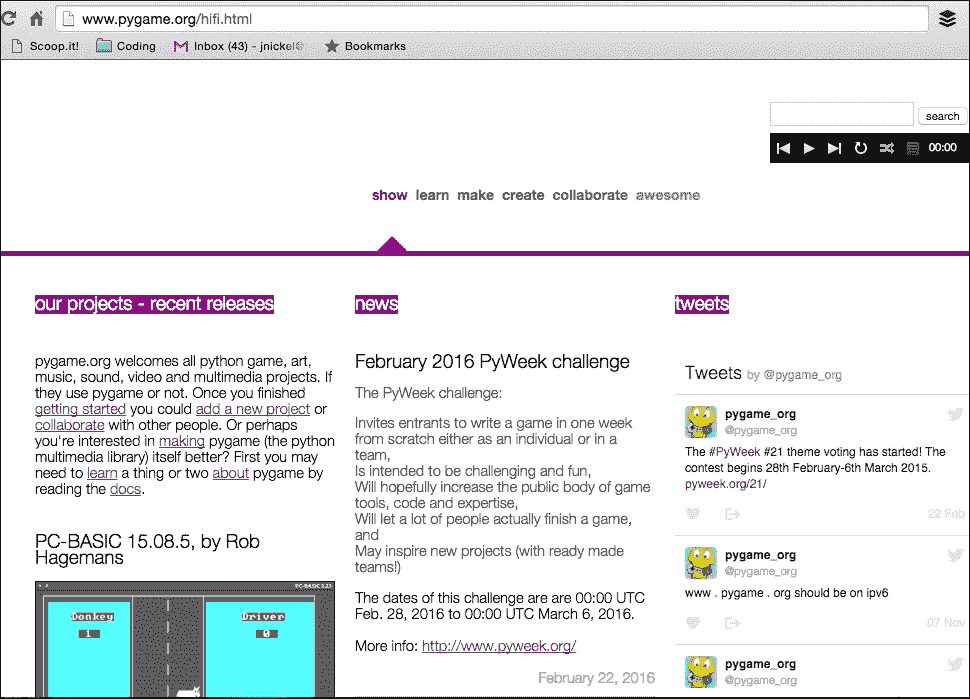 www.pygame.org/hifi.html
Scoop.it! Coding Inbox (43) - jnickel@ Bookmarks
search
00:00
show learn make create collaborate awesome
our projects - recent releases
pygame.org welcomes all python game, art,
music, sound, video and multimedia projects. If
they use pygame or not. Once you finished
getting started you could add a new project or
collaborate with other people. Or perhaps
you're interested in making pygame (the python
multimedia library) itself better? First you may
need to learn a thing or two about pygame by
reading the docs.
PC-BASIC 15.08.5, by Rob
Hagemans
PC-BASIC 3.23
Donkey
1
Driver
0
news
February 2016 PyWeek challenge
The PyWeek challenge:
Invites entrants to write a game in one week
from scratch either as an individual or in a
team,
Is intended to be challenging and fun,
Will hopefully increase the public body of game
tools, code and expertise,
Will let a lot of people actually finish a game,
and
May inspire new projects (with ready made
teams!)
The dates of this challenge are are 00:00 UTC
Feb. 28, 2016 to 00:00 UTC March 6, 2016.
More info: http://www.pyweek.org/
February 22, 2016
tweets
Tweets by @pygame_org
pygame_org
@pygame_org
The #PyWeek #21 theme voting has started! The
contest begins 28th February-6th March 2015.
pyweek.org/21/
22 Feb
pygame_org
@pygame_org
www . pygame . org should be on ipv6
07 Nov
pygame_org
@pygame_org